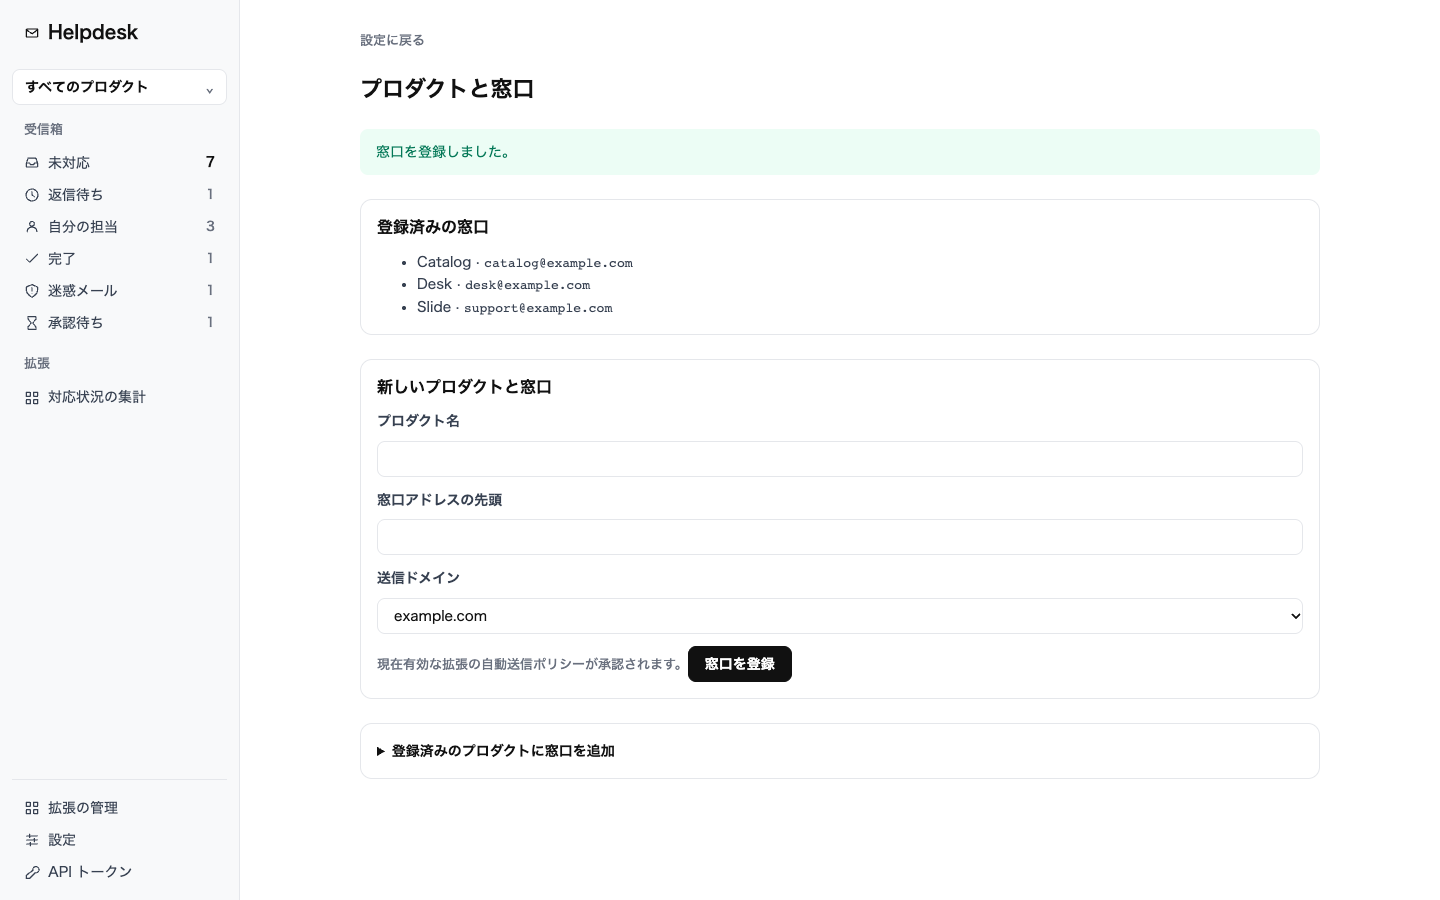 Helpdesk
すべてのプロダクト
受信箱
未対応 7
返信待ち 1
自分の担当 3
完了 1
迷惑メール 1
承認待ち 1
拡張
対応状況の集計
拡張の管理
設定
API トークン
設定に戻る
プロダクトと窓口
窓口を登録しました。
登録済みの窓口
• Catalog · catalog@example.com
• Desk · desk@example.com
• Slide · support@example.com
新しいプロダクトと窓口
プロダクト名
窓口アドレスの先頭
送信ドメイン
example.com
現在有効な拡張の自動送信ポリシーが承認されます。 窓口を登録
登録済みのプロダクトに窓口を追加